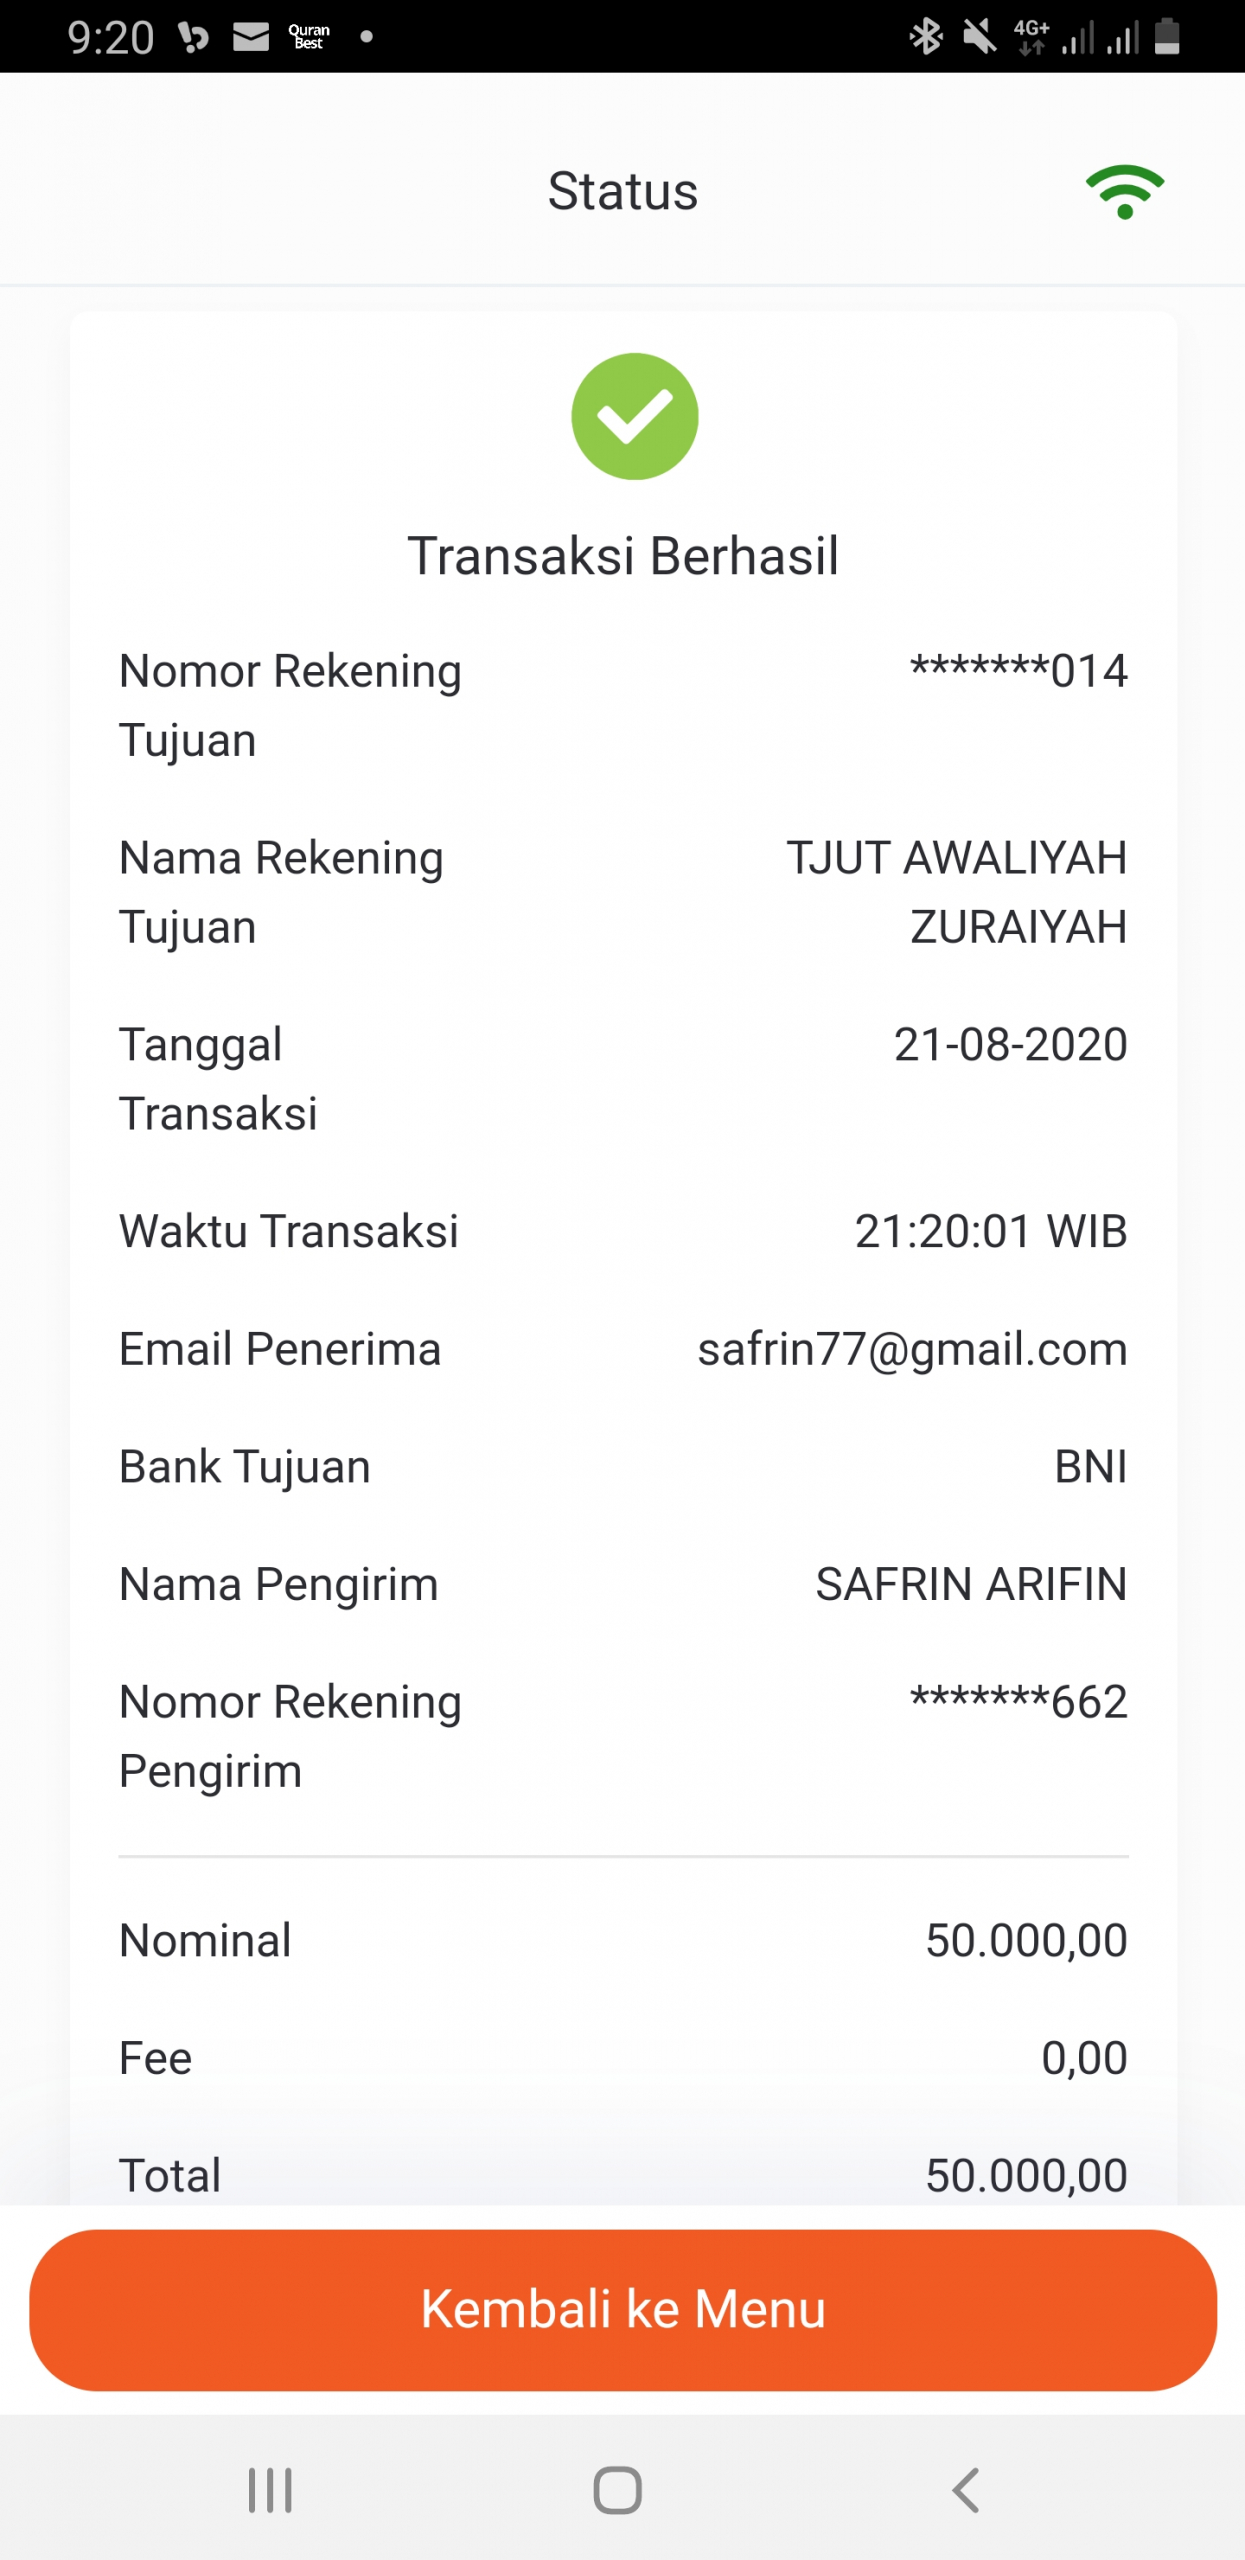 9:20
Quran
Best
4G+
Status
Transaksi Berhasil
Nomor Rekening Tujuan
*******014
Nama Rekening Tujuan
TJUT AWALIYAH ZURAIYAH
Tanggal Transaksi
21-08-2020
Waktu Transaksi
21:20:01 WIB
Email Penerima
safrin77@gmail.com
Bank Tujuan
BNI
Nama Pengirim
SAFRIN ARIFIN
Nomor Rekening Pengirim
*******662
Nominal
50.000,00
Fee
0,00
Total
50.000,00
Kembali ke Menu